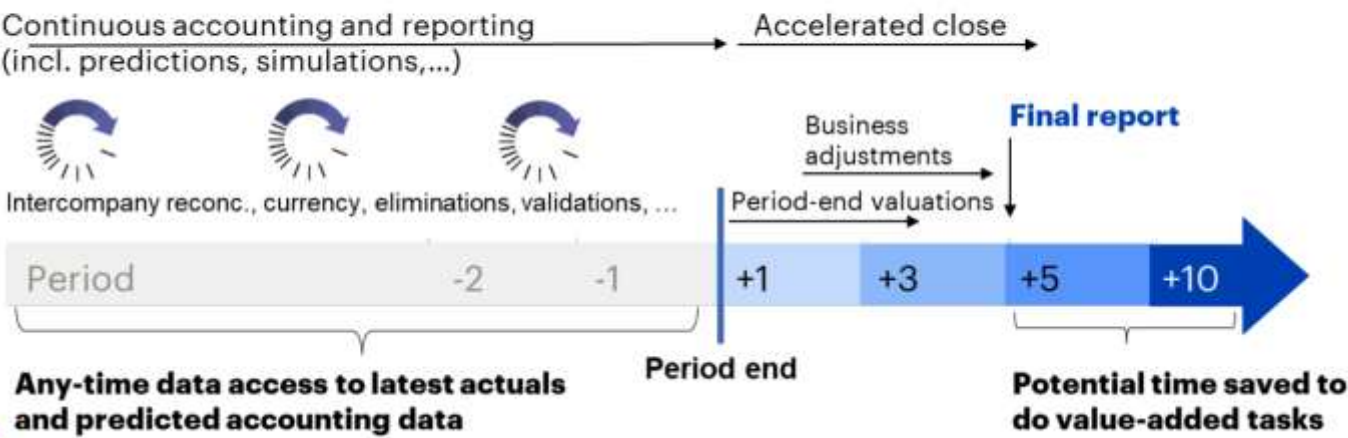 Continuous accounting and reporting
(incl. predictions, simulations,...)
Accelerated close
Final report
Business
adjustments
Intercompany reconc., currency, eliminations, validations, ...
Period-end valuations
Period
-2
-1
+1
+3
+5
+10
Period end
Any-time data access to latest actuals
and predicted accounting data
Potential time saved to
do value-added tasks